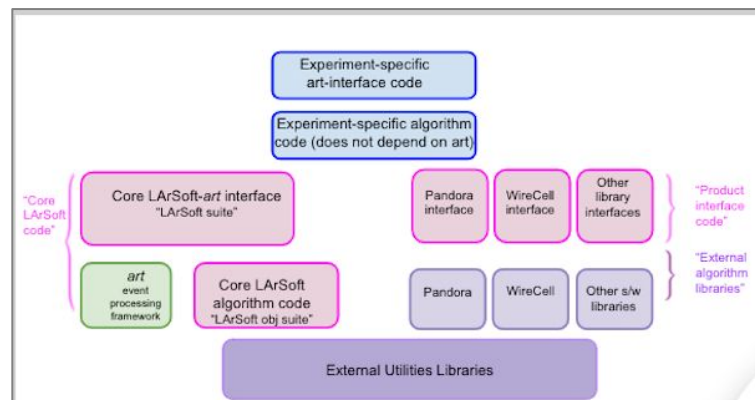 Experiment-specific
art-interface code
Experiment-specific algorithm
code (does not depend on art)
"Core
LArSoft
code"
Core LArSoft-art interface
"LArSoft suite"
Pandora
interface
WireCell
interface
Other
library
interfaces
"Product
interface
code"
art
event
processing
framework
Core LArSoft
algorithm code
"LArSoft obj suite"
Pandora
WireCell
Other s/w
libraries
"External
algorithm
libraries"
External Utilities Libraries